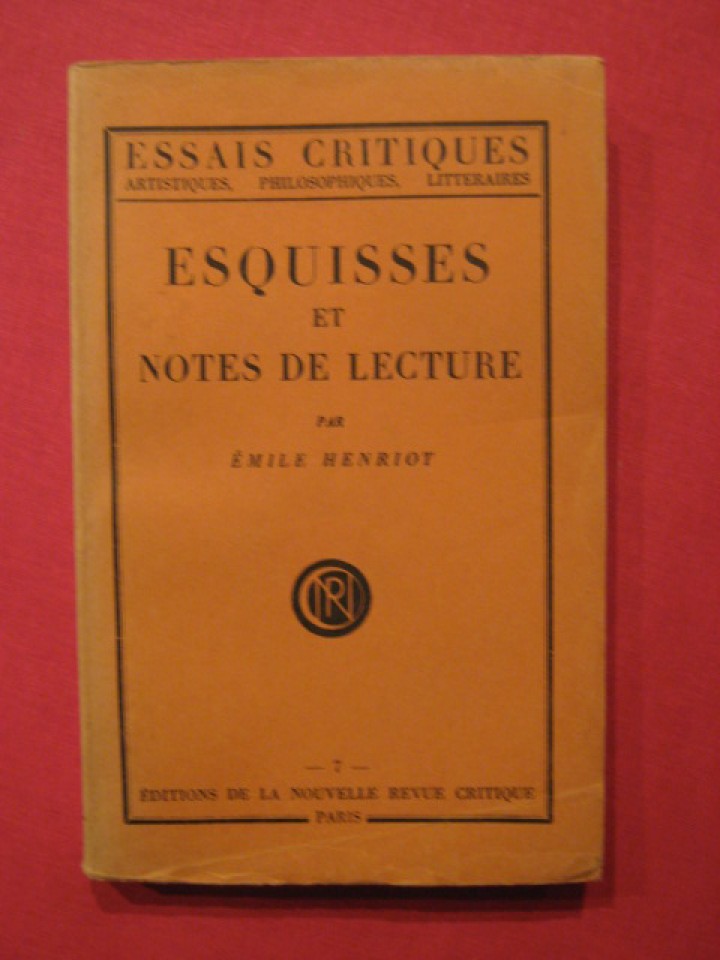 ESSAIS CRITIQUES
ARTISTIQUES, PHILOSOPHIQUES, LITTERAIRES
ESQUISSES
ET
NOTES DE LECTURE
PAR
ÉMILE HENRIOT
— 7 —
ÉDITIONS DE LA NOUVELLE REVUE CRITIQUE
PARIS